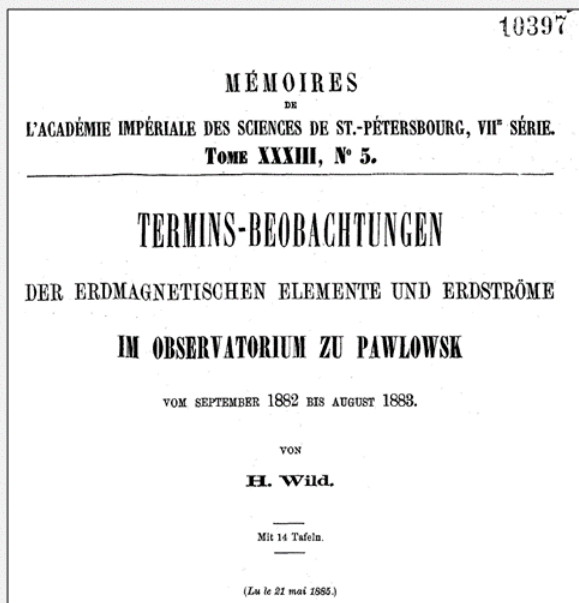 10397
MÉMOIRES
DE
L'ACADÉMIE IMPÉRIALE DES SCIENCES DE ST.-PÉTERSBOURG, VIIE SÉRIE.
TOME XXXIII, No 5.
TERMINS-BEOBACHTUNGEN
DER ERDMAGNETISCHEN ELEMENTE UND ERDSTRÖME
IM OBSERVATORIUM ZU PAWLOWSK
VOM SEPTEMBER 1882 BIS AUGUST 1883.
VON
H. Wild.
Mit 14 Tafeln.
(Lu le 21 mai 1885.)